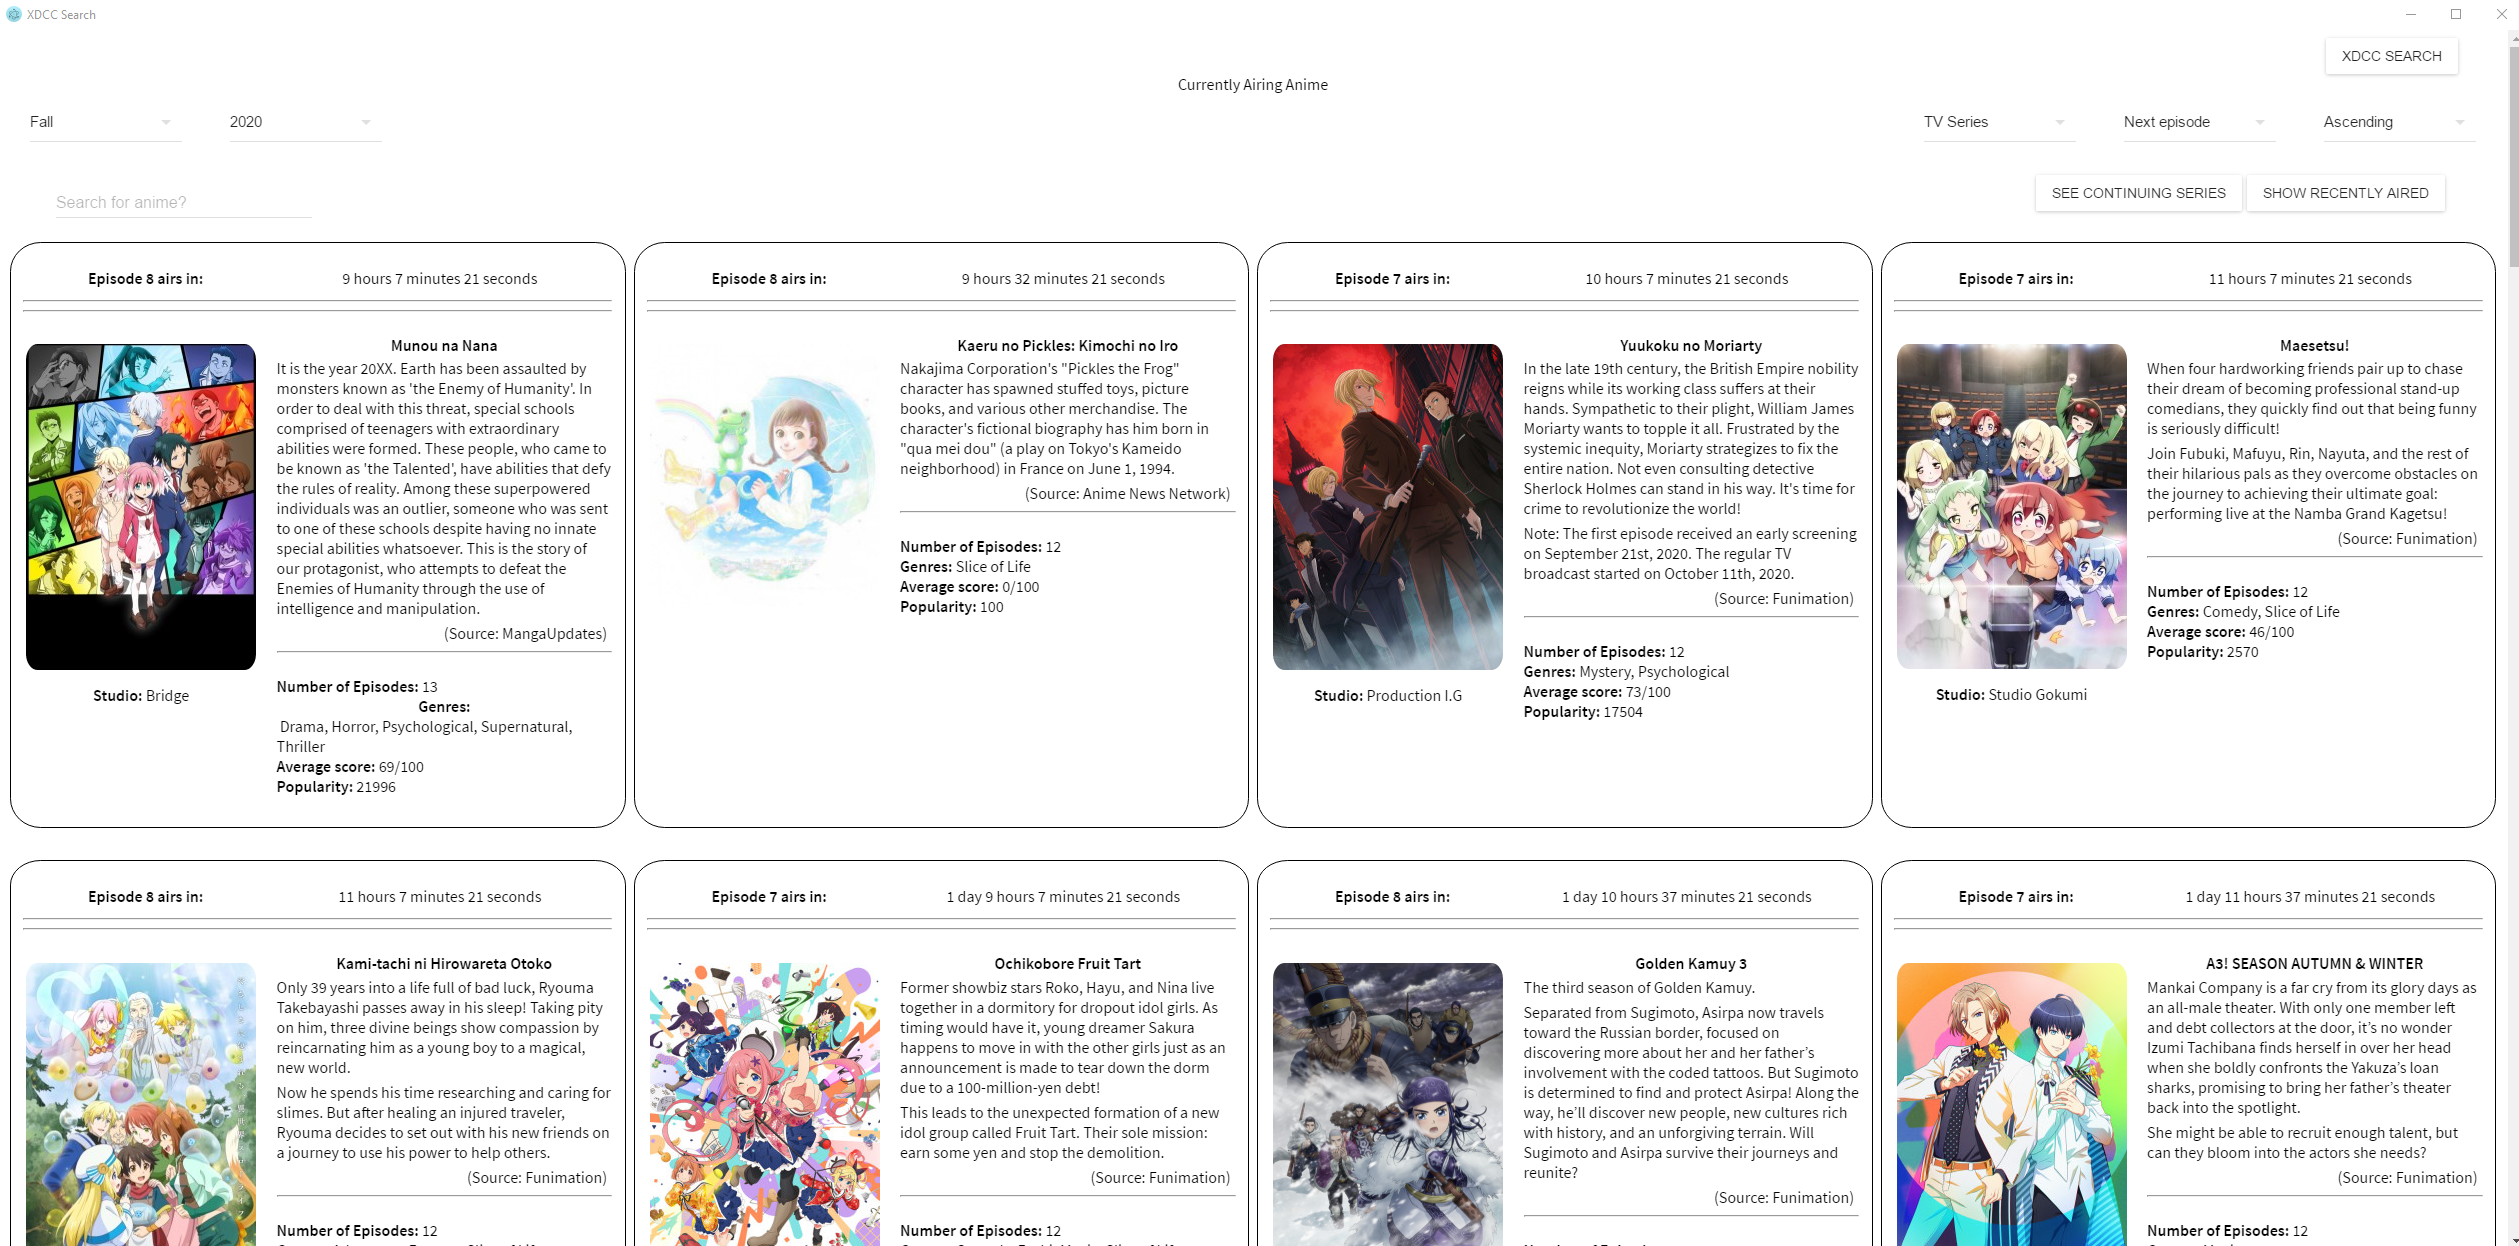 XDCC Search
XDCC SEARCH
Currently Airing Anime
Fall
2020
TV Series
Next episode
Ascending
Search for anime?
SEE CONTINUING SERIES
SHOW RECENTLY AIRED
Episode 8 airs in:
9 hours 7 minutes 21 seconds
Munou na Nana
It is the year 20XX. Earth has been assaulted by
monsters known as 'the Enemy of Humanity'. In
order to deal with this threat, special schools
comprised of teenagers with extraordinary
abilities were formed. These people, who came to
be known as 'the Talented', have abilities that defy
the rules of reality. Among these superpowered
individuals was an outlier, someone who was sent
to one of these schools despite having no innate
special abilities whatsoever. This is the story of
our protagonist, who attempts to defeat the
Enemies of Humanity through the use of
intelligence and manipulation.
(Source: MangaUpdates)
Studio: Bridge
Number of Episodes: 13
Genres:
Drama, Horror, Psychological, Supernatural,
Thriller
Average score: 69/100
Popularity: 21996
Episode 8 airs in:
9 hours 32 minutes 21 seconds
Kaeru no Pickles: Kimochi no Iro
Nakajima Corporation's "Pickles the Frog"
character has spawned stuffed toys, picture
books, and various other merchandise. The
character's fictional biography has him born in
"qua mei dou" (a play on Tokyo's Kameido
neighborhood) in France on June 1, 1994.
(Source: Anime News Network)
Number of Episodes: 12
Genres: Slice of Life
Average score: 0/100
Popularity: 100
Episode 7 airs in:
10 hours 7 minutes 21 seconds
Yuukoku no Moriarty
In the late 19th century, the British Empire nobility
reigns while its working class suffers at their
hands. Sympathetic to their plight, William James
Moriarty wants to topple it all. Frustrated by the
systemic inequity, Moriarty strategizes to fix the
entire nation. Not even consulting detective
Sherlock Holmes can stand in his way. It's time for
crime to revolutionize the world!
Note: The first episode received an early screening
on September 21st, 2020. The regular TV
broadcast started on October 11th, 2020.
(Source: Funimation)
Studio: Production I.G
Number of Episodes: 12
Genres: Mystery, Psychological
Average score: 73/100
Popularity: 17504
Episode 7 airs in:
11 hours 7 minutes 21 seconds
Maesetsu!
When four hardworking friends pair up to chase
their dream of becoming professional stand-up
comedians, they quickly find out that being funny
is seriously difficult!
Join Fubuki, Mafuyu, Rin, Nayuta, and the rest of
their hilarious pals as they overcome obstacles on
the journey to achieving their ultimate goal:
performing live at the Namba Grand Kagetsu!
(Source: Funimation)
Studio: Studio Gokumi
Number of Episodes: 12
Genres: Comedy, Slice of Life
Average score: 46/100
Popularity: 2570
Episode 8 airs in:
11 hours 7 minutes 21 seconds
Kami-tachi ni Hirowareta Otoko
Only 39 years into a life full of bad luck, Ryouma
Takebayashi passes away in his sleep! Taking pity
on him, three divine beings show compassion by
reincarnating him as a young boy to a magical,
new world.
Now he spends his time researching and caring for
slimes. But after healing an injured traveler,
Ryouma decides to set out with his new friends on
a journey to use his power to help others.
(Source: Funimation)
Number of Episodes: 12
Episode 7 airs in:
1 day 9 hours 7 minutes 21 seconds
Ochikobore Fruit Tart
Former showbiz stars Roko, Hayu, and Nina live
together in a dormitory for dropout idol girls. As
timing would have it, young dreamer Sakura
happens to move in with the other girls just as an
announcement is made to tear down the dorm
due to a 100-million-yen debt!
This leads to the unexpected formation of a new
idol group called Fruit Tart. Their sole mission:
earn some yen and stop the demolition.
(Source: Funimation)
Number of Episodes: 12
Episode 8 airs in:
1 day 10 hours 37 minutes 21 seconds
Golden Kamuy 3
The third season of Golden Kamuy.
Separated from Sugimoto, Asirpa now travels
toward the Russian border, focused on
discovering more about her and her father’s
involvement with the coded tattoos. But Sugimoto
is determined to find and protect Asirpa! Along the
way, he’ll discover new people, new cultures rich
with history, and an unforgiving terrain. Will
Sugimoto and Asirpa survive their journeys and
reunite?
(Source: Funimation)
Episode 7 airs in:
1 day 11 hours 37 minutes 21 seconds
A3! SEASON AUTUMN & WINTER
Mankai Company is a far cry from its glory days as
an all-male theater. With only one member left
and debt collectors at the door, it’s no wonder
Izumi Tachibana finds herself in over her head
when she boldly confronts the Yakuza’s loan
sharks, promising to bring her father’s theater
back into the spotlight.
She might be able to recruit enough talent, but
can they bloom into the actors she needs?
(Source: Funimation)
Number of Episodes: 12